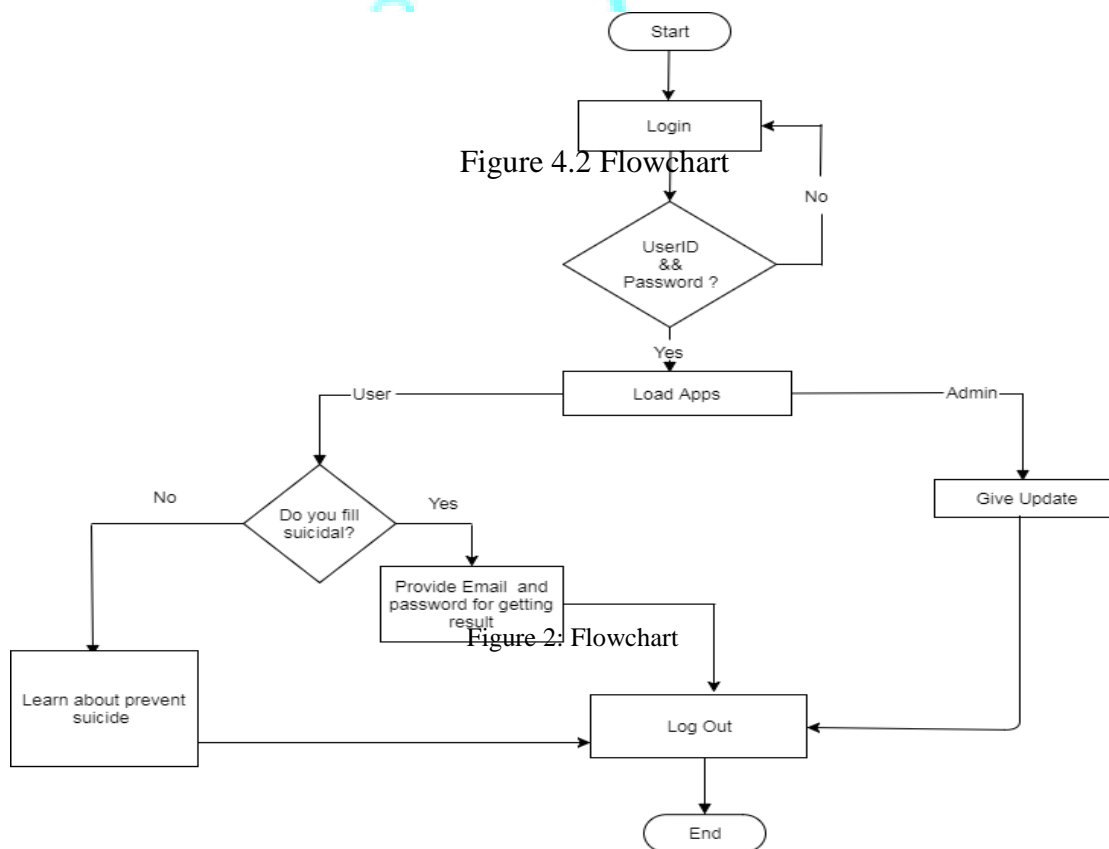 Start
Login
Figure 4.2 Flowchart
No
UserID
&&
Password ?
Yes
Load Apps
User
Admin
No
Do you fill
suicidal?
Yes
Give Update
Provide Email and
password for getting
result
Figure 2: Flowchart
Learn about prevent
suicide
Log Out
End